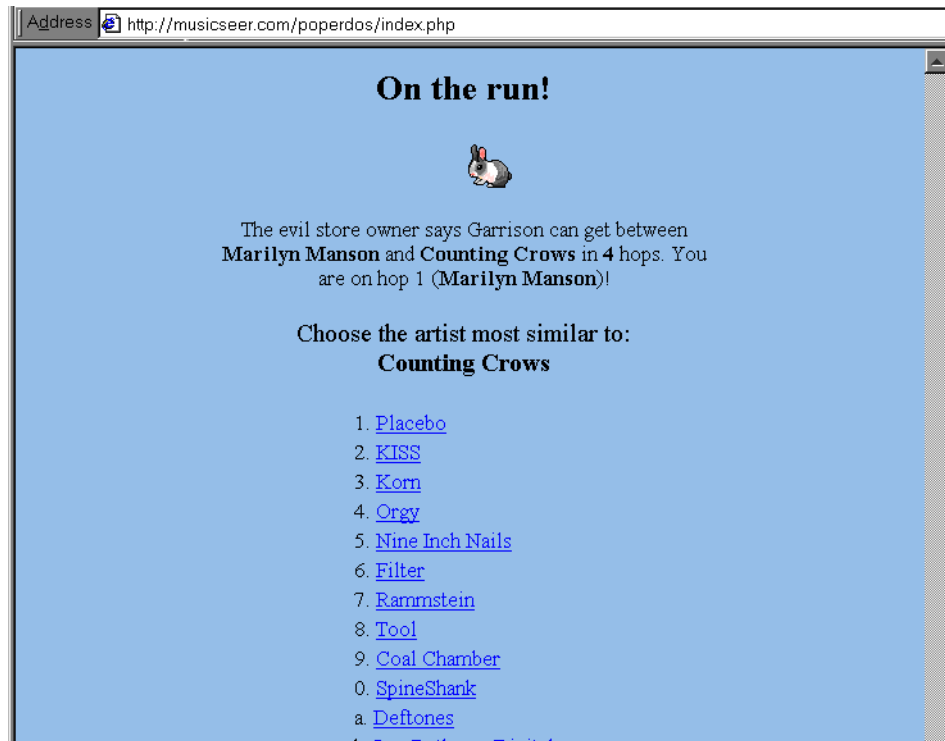 Address http://musicseer.com/poperdos/index.php
On the run!
The evil store owner says Garrison can get between
Marilyn Manson and Counting Crows in 4 hops. You
are on hop 1 (Marilyn Manson)!
Choose the artist most similar to:
Counting Crows
1. Placebo
2. KISS
3. Korn
4. Orgy
5. Nine Inch Nails
6. Filter
7. Rammstein
8. Tool
9. Coal Chamber
0. SpineShank
a. Deftones